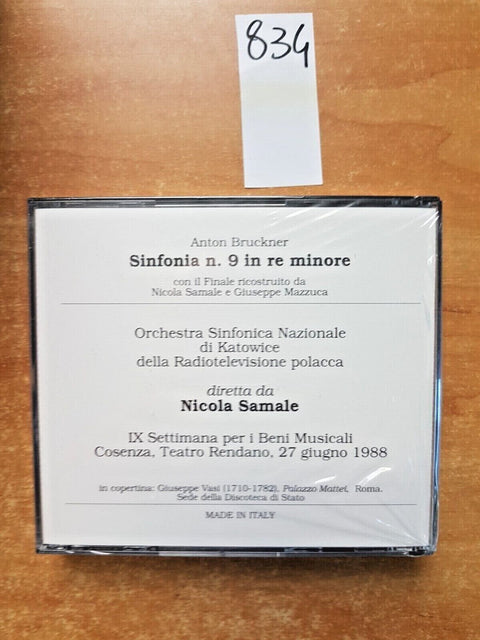 834
Anton Bruckner
Sinfonia n. 9 in re minore
con il Finale ricostruito da
Nicola Samale e Giuseppe Mazzuca
Orchestra Sinfonica Nazionale
di Katowice
della Radiotelevisione polacca
diretta da
Nicola Samale
IX Settimana per i Beni Musicali
Cosenza, Teatro Rendano, 27 giugno 1988
in copertina: Giuseppe Vasi (1710-1782), Palazzo Mattei, Roma.
Sede della Discoteca di Stato
MADE IN ITALY